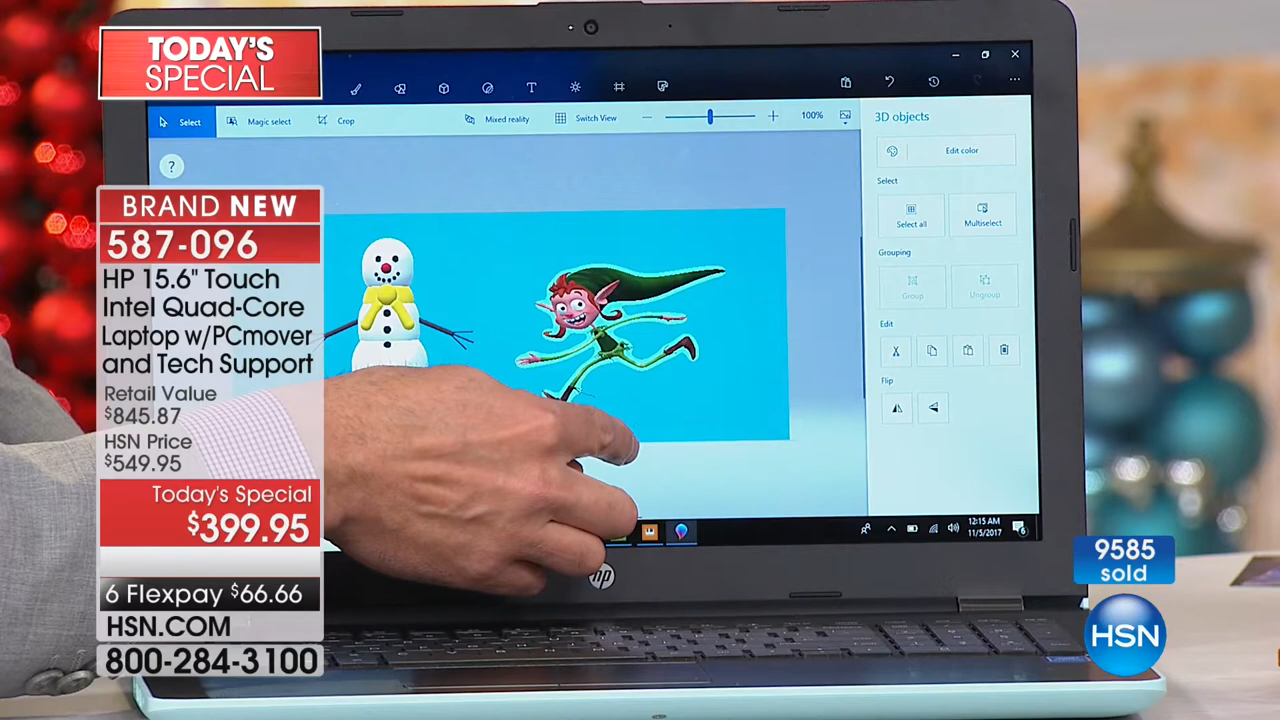 TODAY'S
SPECIAL
BRAND NEW
587-096
HP 15.6" Touch
Intel Quad-Core
Laptop w/PCmover
and Tech Support
Retail Value
$845.87
HSN Price
$549.95
Today's Special
$399.95
6 Flexpay $66.66
HSN.COM
800-284-3100
Select
Magic select
Crop
Mixed reality
Switch View
100%
?
3D objects
Edit color
Select
Select all
Multiselect
Grouping
Group
Ungroup
Edit
Flip
12:15 AM
11/5/2017
6
hp
9585
sold
HSN